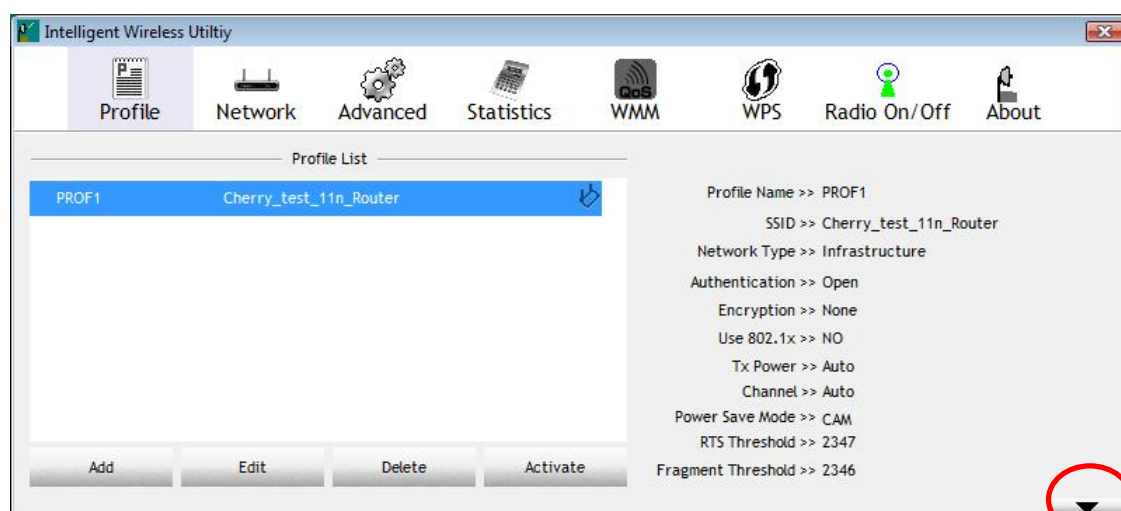 Intelligent Wireless Utiltiy
Profile Network Advanced Statistics QoS WMM WPS Radio On/Off About
Profile List
PROF1 Cherry_test_11n_Router
Add Edit Delete Activate
Profile Name >> PROF1
SSID >> Cherry_test_11n_Router
Network Type >> Infrastructure
Authentication >> Open
Encryption >> None
Use 802.1x >> NO
Tx Power >> Auto
Channel >> Auto
Power Save Mode >> CAM
RTS Threshold >> 2347
Fragment Threshold >> 2346